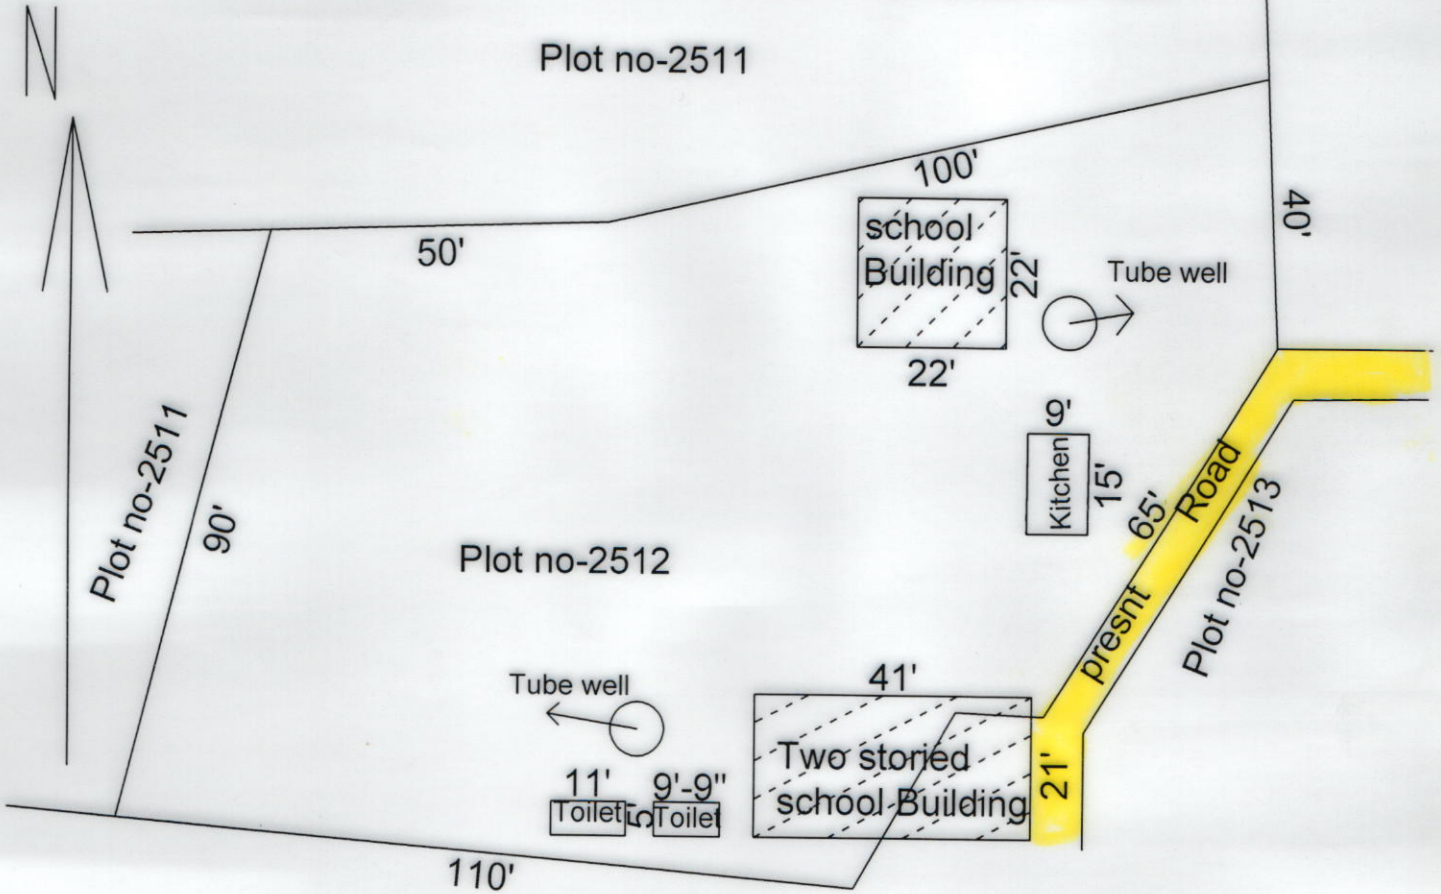 N
Plot no-2511
100'
50'
40'
school
Building
22'
22'
Tube well
9'
Kitchen
15'
Plot no-2511
90'
Plot no-2512
65'
presnt Road
Plot no-2513
Tube well
41'
Two storied
school Building
21'
11'
Toilet
5'
9'-9"
Toilet
110'